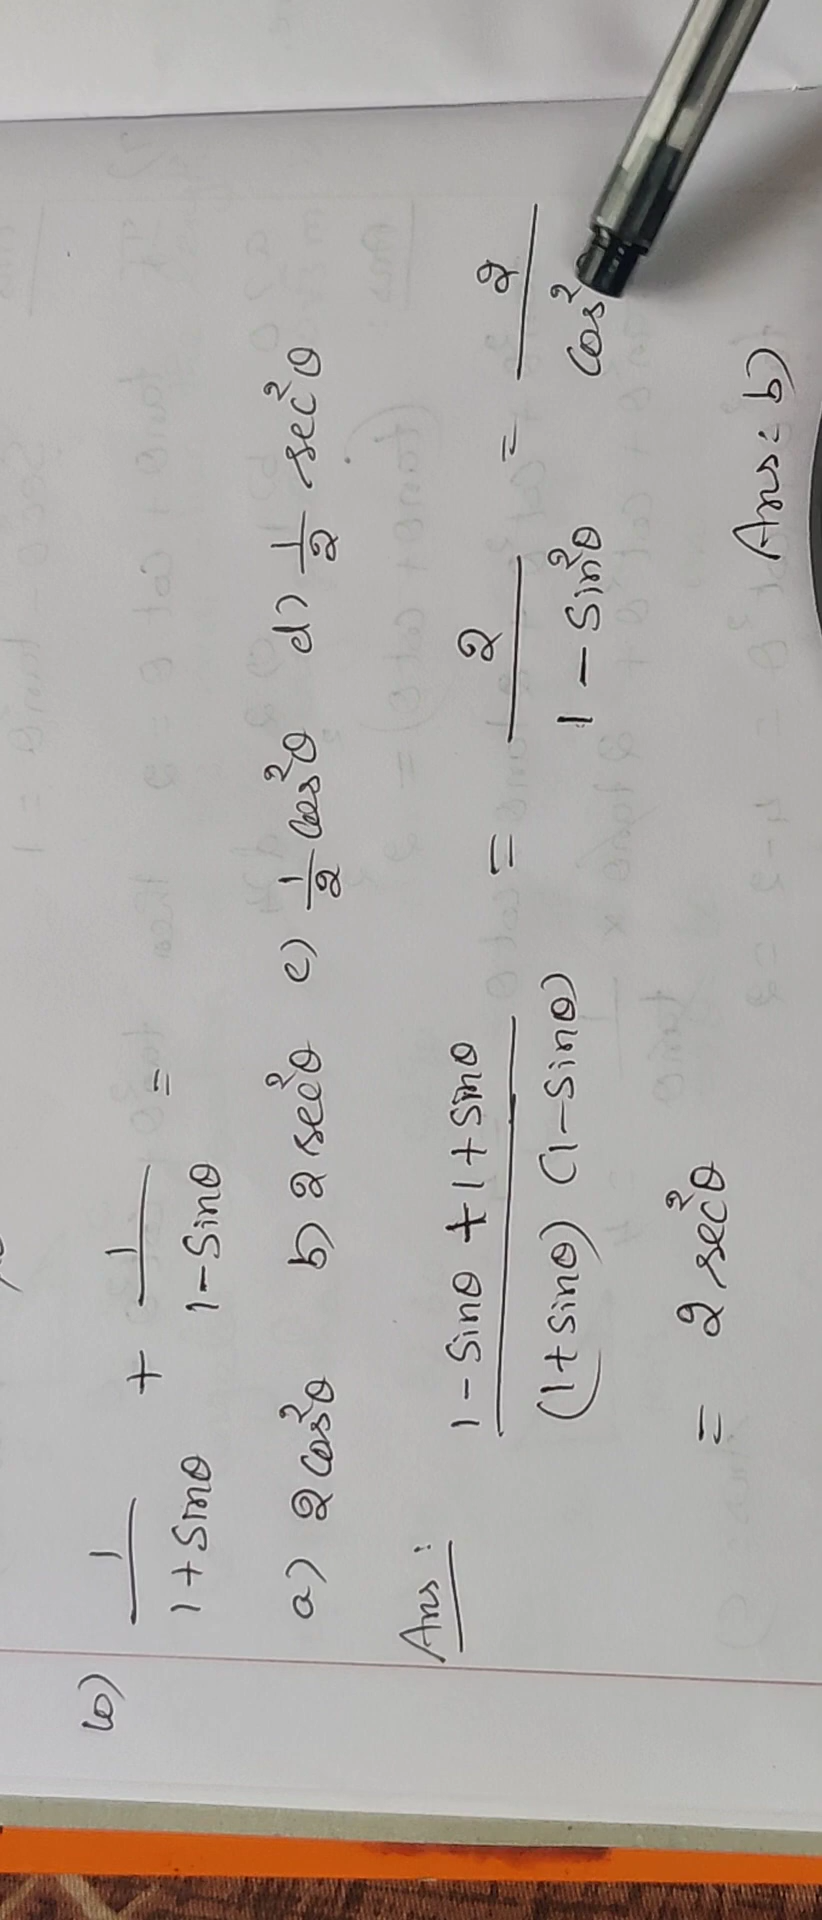 6) 1/(1+sinθ) + 1/(1-sinθ) =
a) 2cos²θ b) 2sec²θ c) 1/2 cos²θ d) 1/2 sec²θ
Ans: (1-sinθ+1+sinθ)/((1+sinθ)(1-sinθ)) = 2/(1-sin²θ) = 2/cos²
= 2sec²θ Ans: b)